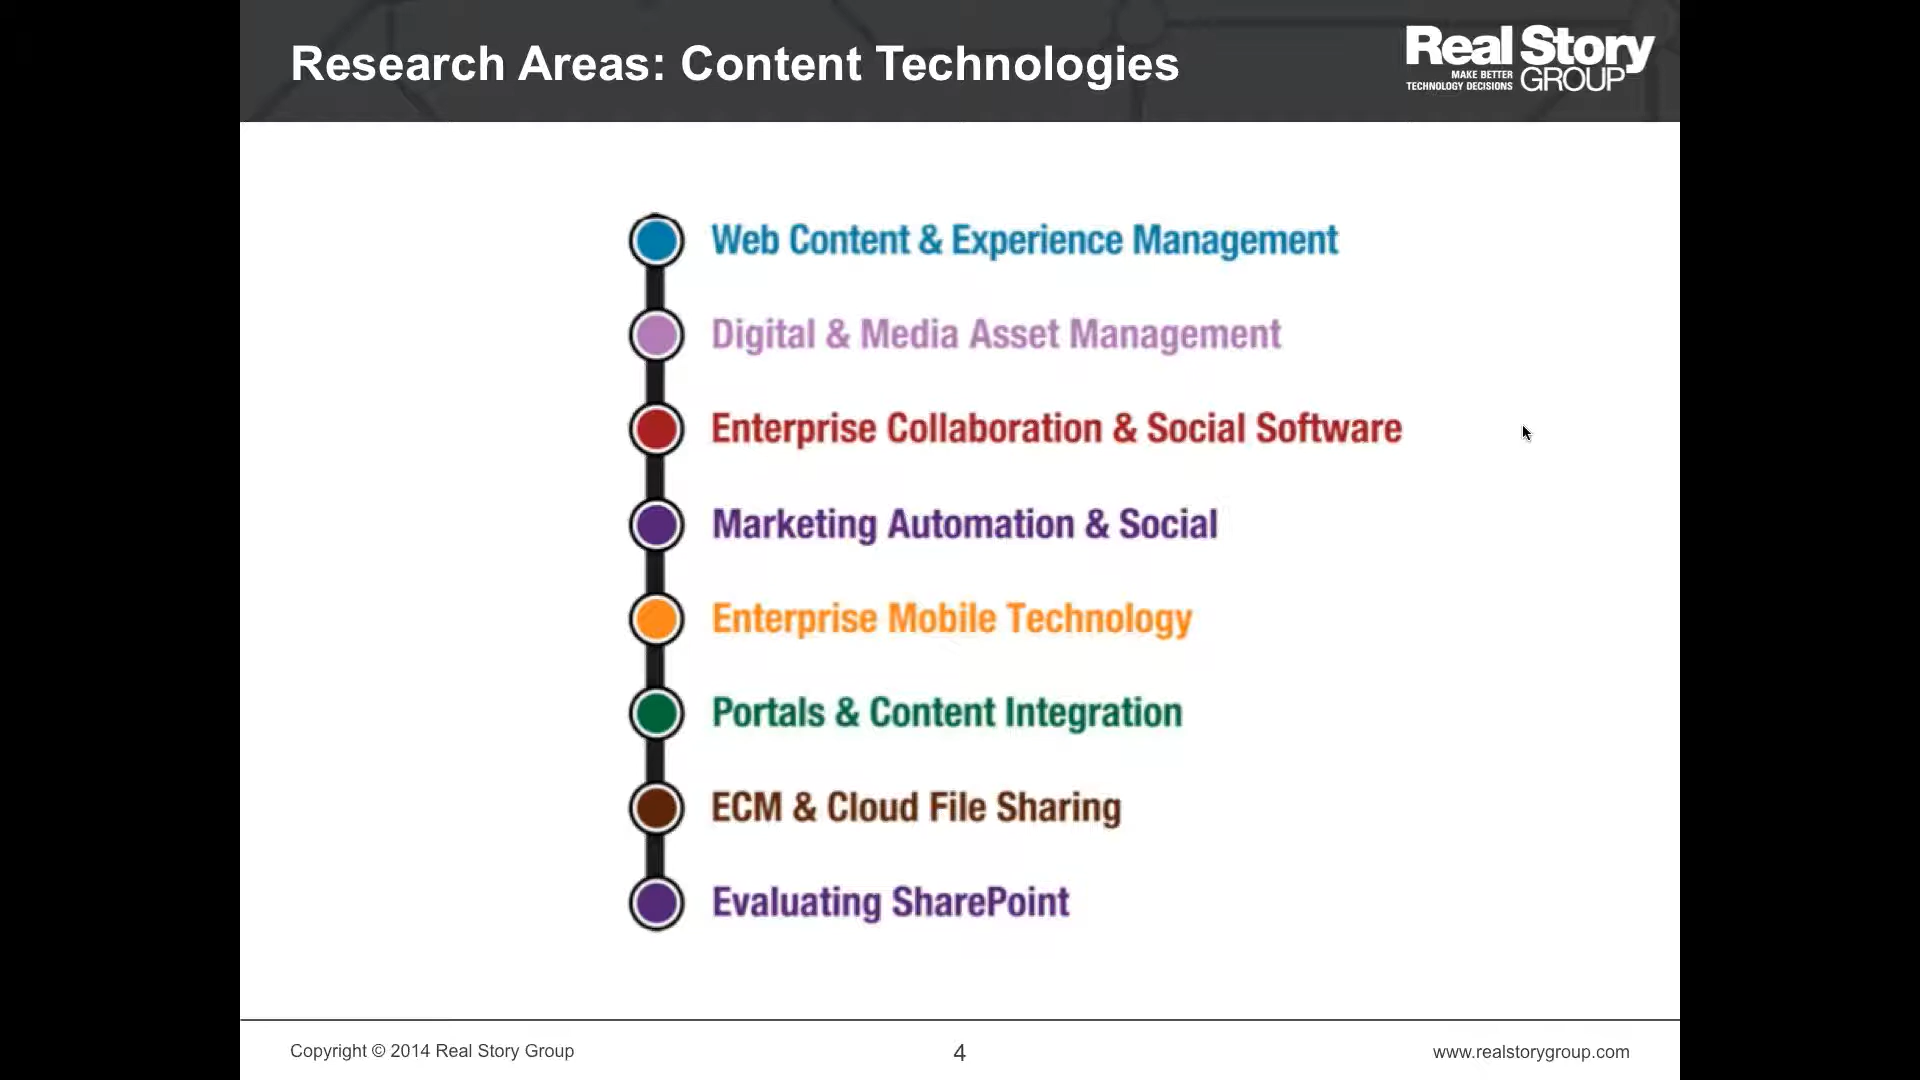 Research Areas: Content Technologies
Real Story
MAKE BETTER
TECHNOLOGY DECISIONS
GROUP
Web Content & Experience Management
Digital & Media Asset Management
Enterprise Collaboration & Social Software
Marketing Automation & Social
Enterprise Mobile Technology
Portals & Content Integration
ECM & Cloud File Sharing
Evaluating SharePoint
Copyright © 2014 Real Story Group
4
www.realstorygroup.com